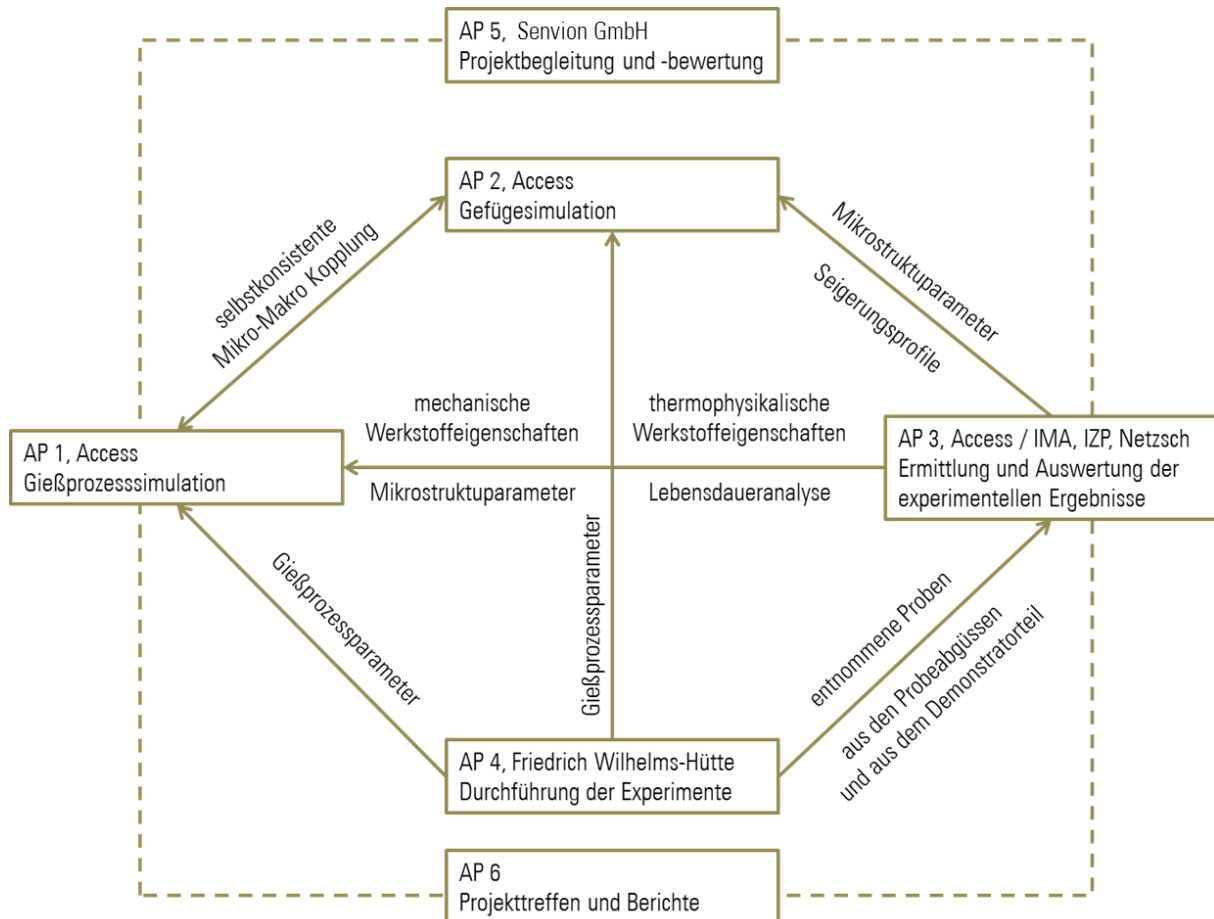 AP 5, Senvion GmbH
Projektbegleitung und -bewertung
AP 2, Access
Gefügesimulation
selbstkonsistente
Mikro-Makro Kopplung
Mikrostruktuparameter
Seigerungsprofile
mechanische
Werkstoffeigenschaften
thermophysikalische
Werkstoffeigenschaften
AP 1, Access
Gießprozesssimulation
AP 3, Access / IMA, IZP, Netzsch
Ermittlung und Auswertung der
experimentellen Ergebnisse
Mikrostruktuparameter
Lebensdaueranalyse
Gießprozessparameter
Gießprozessparameter
entnommene Proben
aus den Probeabgüssen
und aus dem Demonstratorteil
AP 4, Friedrich Wilhelms-Hütte
Durchführung der Experimente
AP 6
Projekttreffen und Berichte